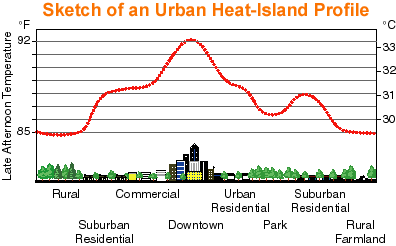 Sketch of an Urban Heat-Island Profile
°F
°C
92
33
32
31
30
85
Late Afternoon Temperature
Rural
Commercial
Urban
Residential
Suburban
Residential
Suburban
Residential
Downtown
Park
Rural
Farmland